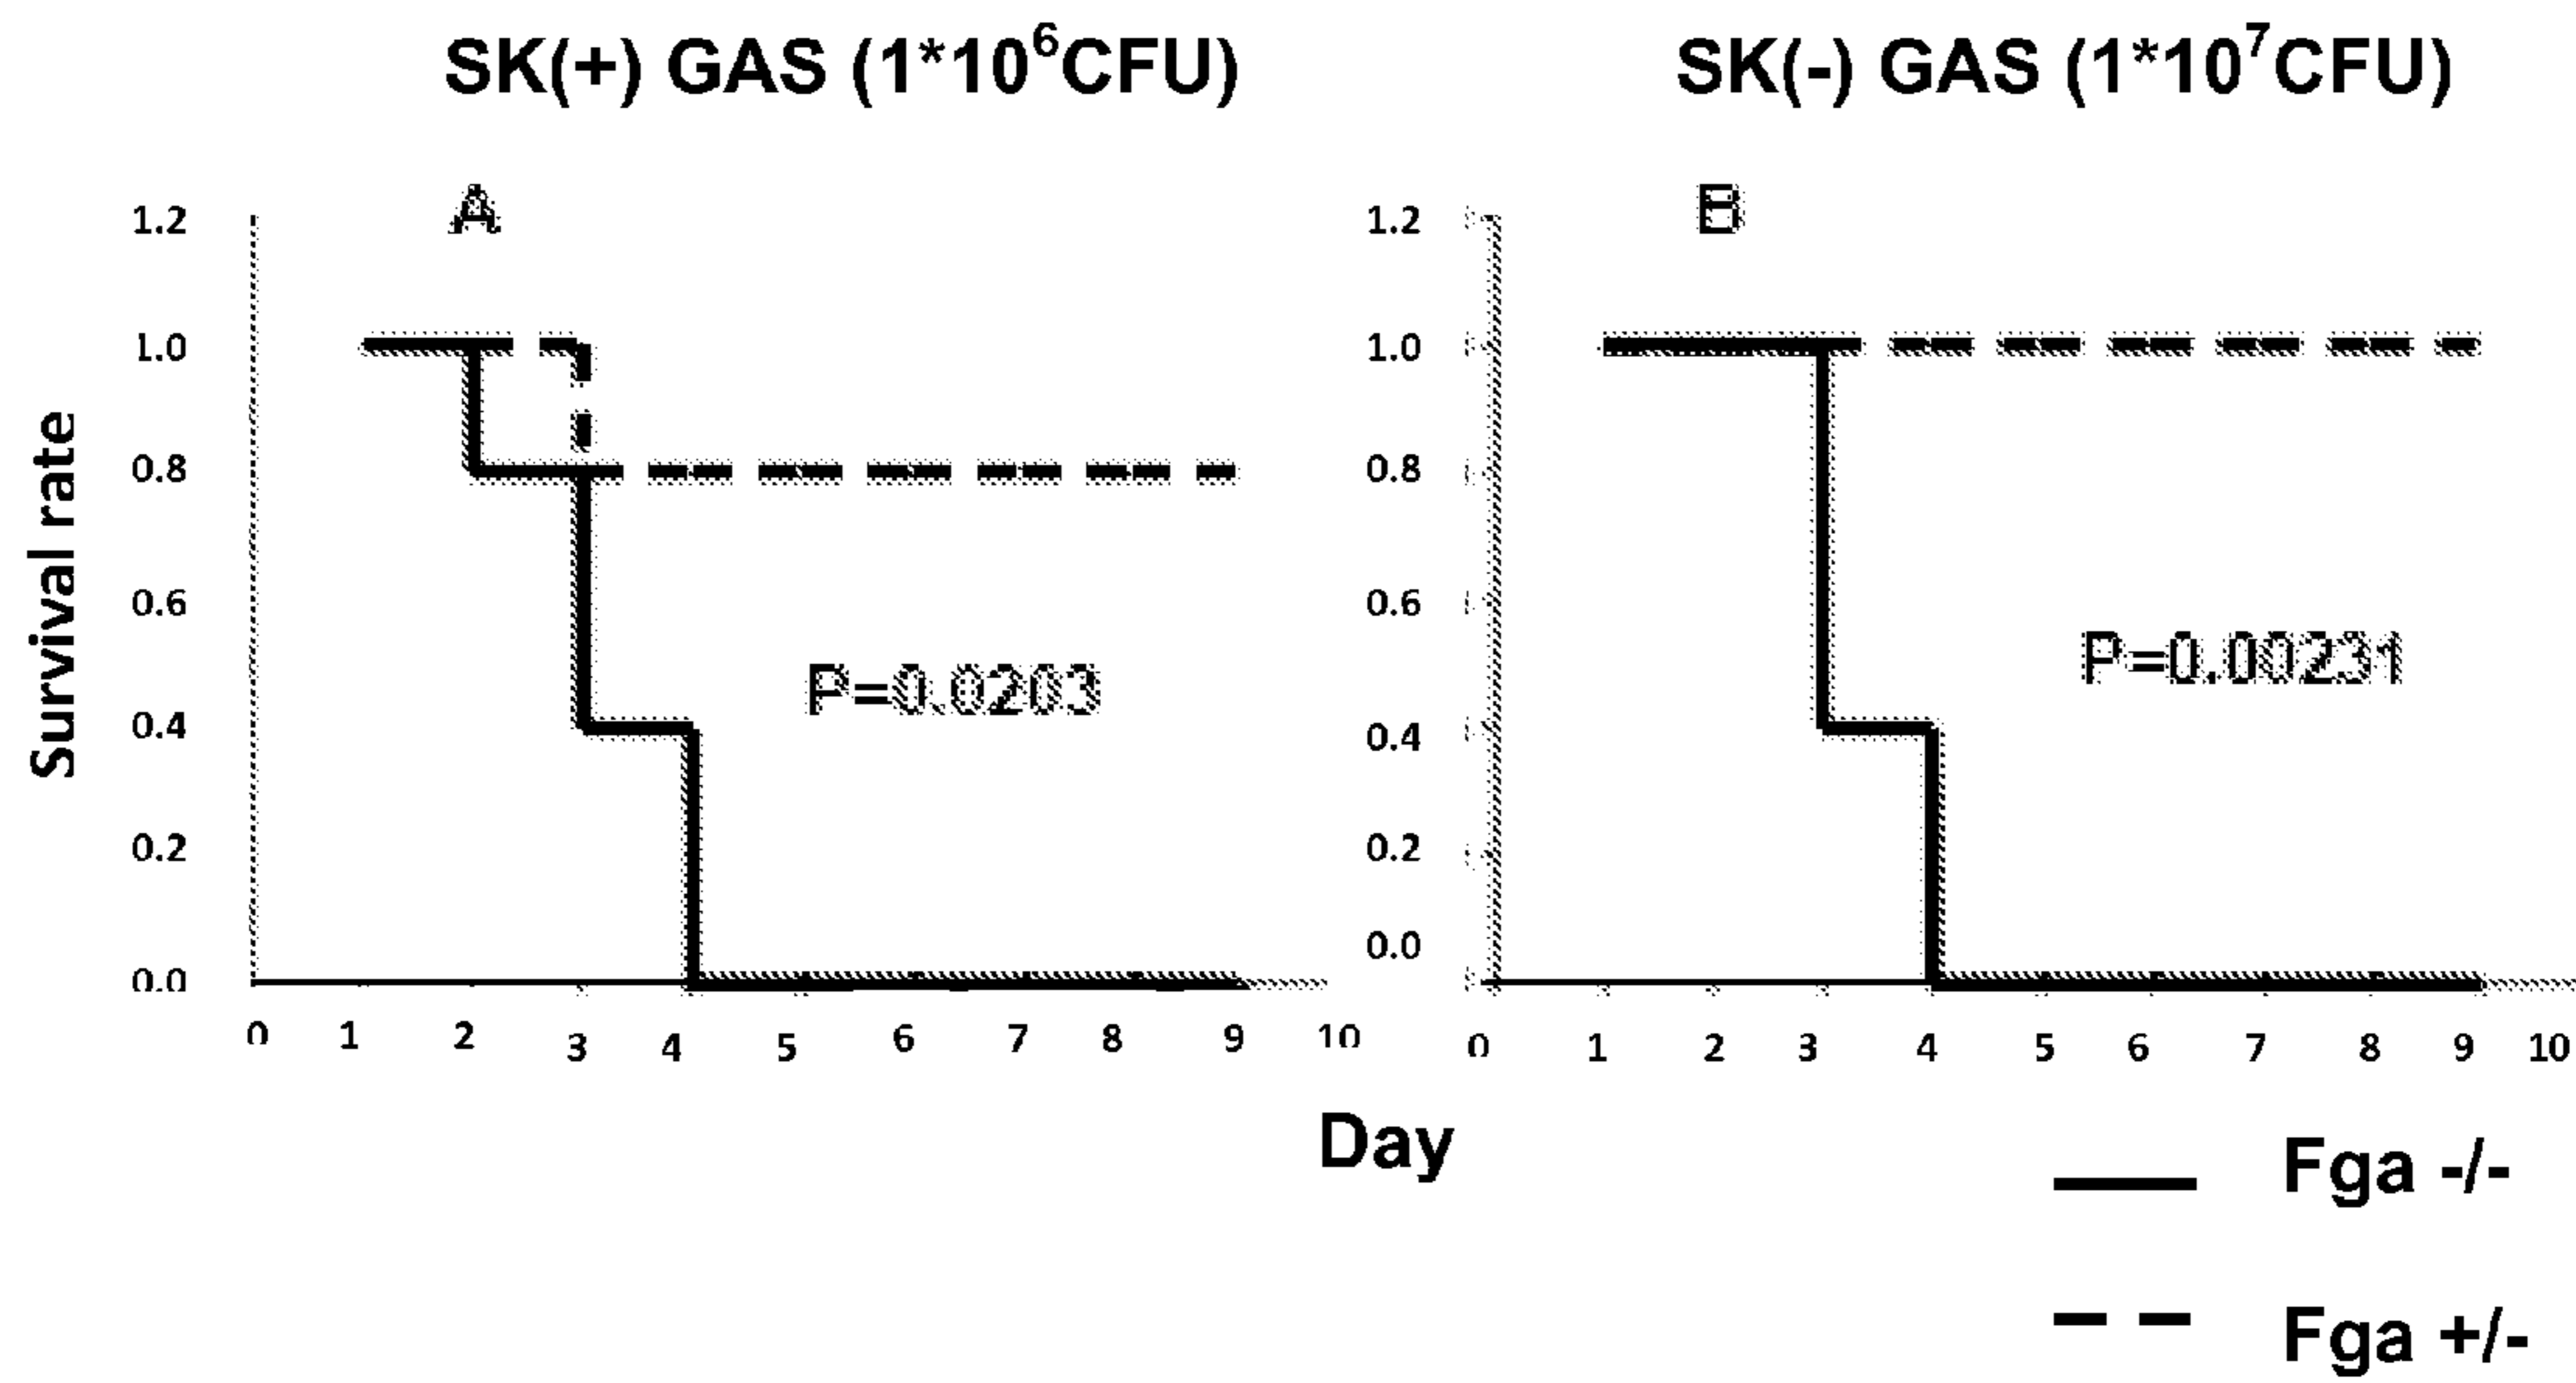 SK(+) GAS (1*10⁶CFU)
SK(-) GAS (1*10⁷CFU)
A
B
Survival rate
1.2
1.0
0.8
0.6
0.4
0.2
0.0
P=0.0203
0 1 2 3 4 5 6 7 8 9 10
1.2
1.0
0.8
0.6
0.4
0.2
0.0
P=0.00231
0 1 2 3 4 5 6 7 8 9 10
Day
Fga -/-
Fga +/-